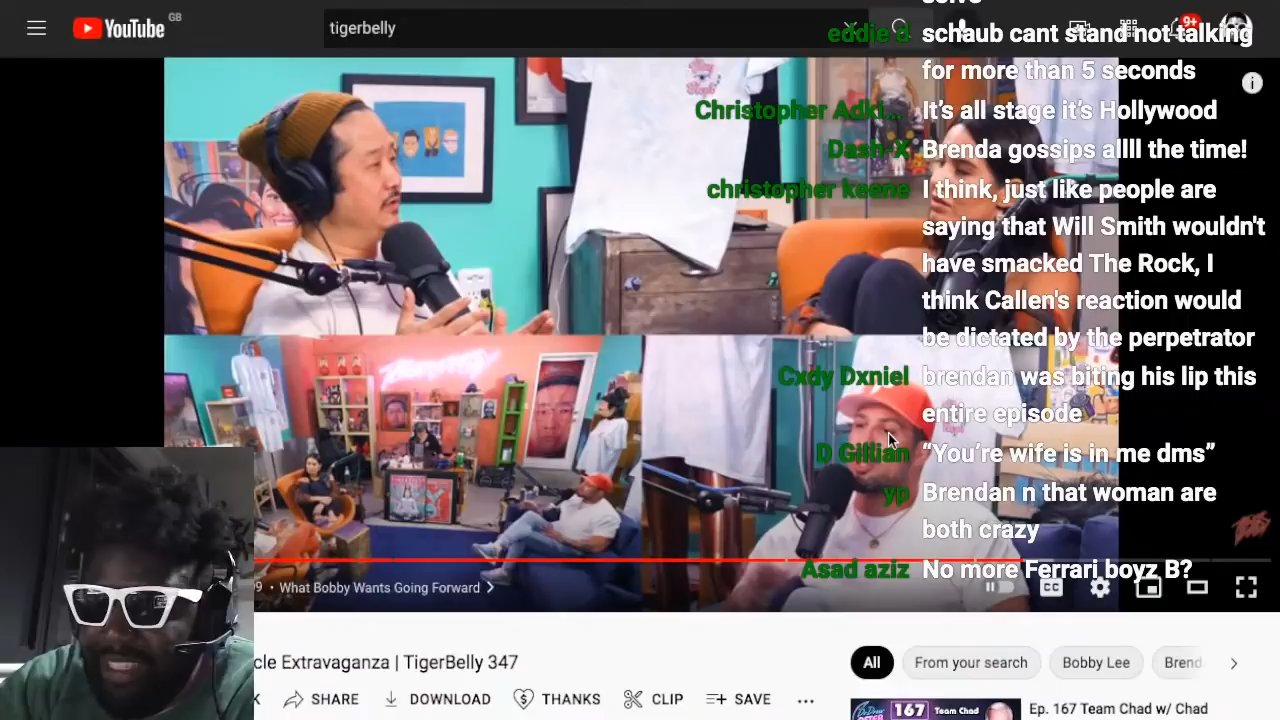 YouTube GB
tigerbelly
9+
solve
eddie d schaub cant stand not talking
for more than 5 seconds
Christopher Adki... It's all stage it's Hollywood
Dash-X Brenda gossips allll the time!
christopher keene I think, just like people are
saying that Will Smith wouldn't
have smacked The Rock, I
think Callen's reaction would
be dictated by the perpetrator
Cxdy Dxniel brendan was biting his lip this
entire episode
D Gillian “You're wife is in me dms”
yp Brendan n that woman are
both crazy
Asad aziz No more Ferrari boyz B?
9 • What Bobby Wants Going Forward
CC
cle Extravaganza | TigerBelly 347
All
From your search
Bobby Lee
Brend
K
SHARE
DOWNLOAD
THANKS
CLIP
SAVE
167 Team Chad
Ep. 167 Team Chad w/ Chad